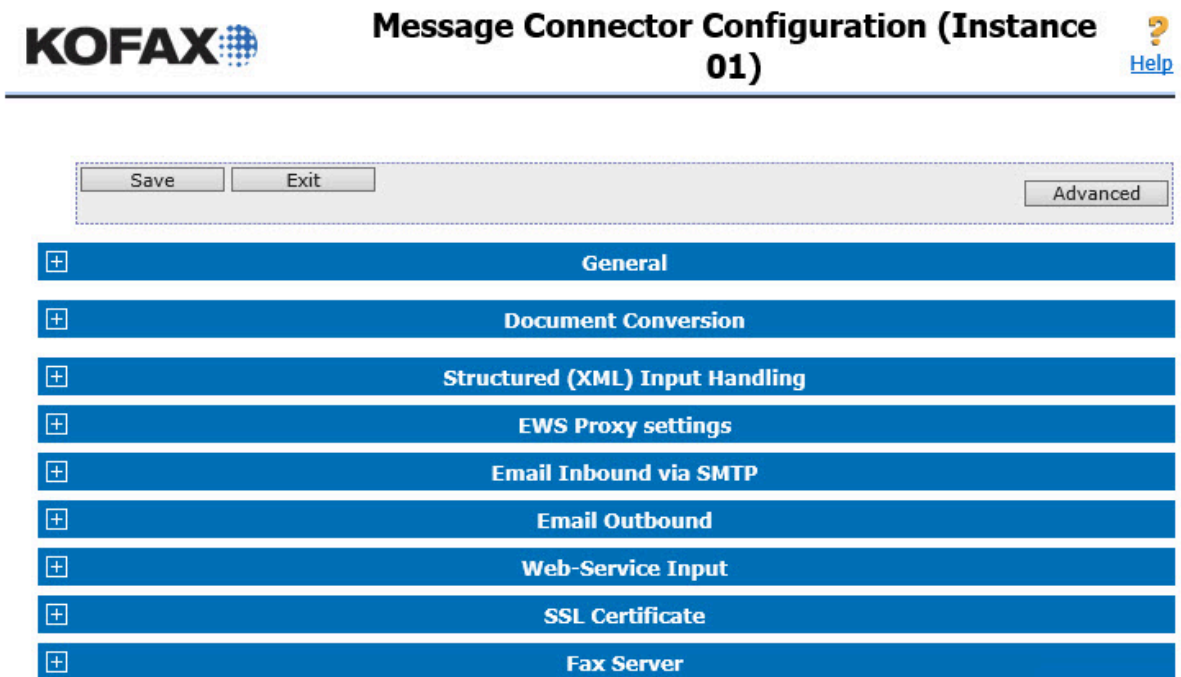 KOFAX
Message Connector Configuration (Instance
01)
Help
Save
Exit
Advanced
General
Document Conversion
Structured (XML) Input Handling
EWS Proxy settings
Email Inbound via SMTP
Email Outbound
Web-Service Input
SSL Certificate
Fax Server